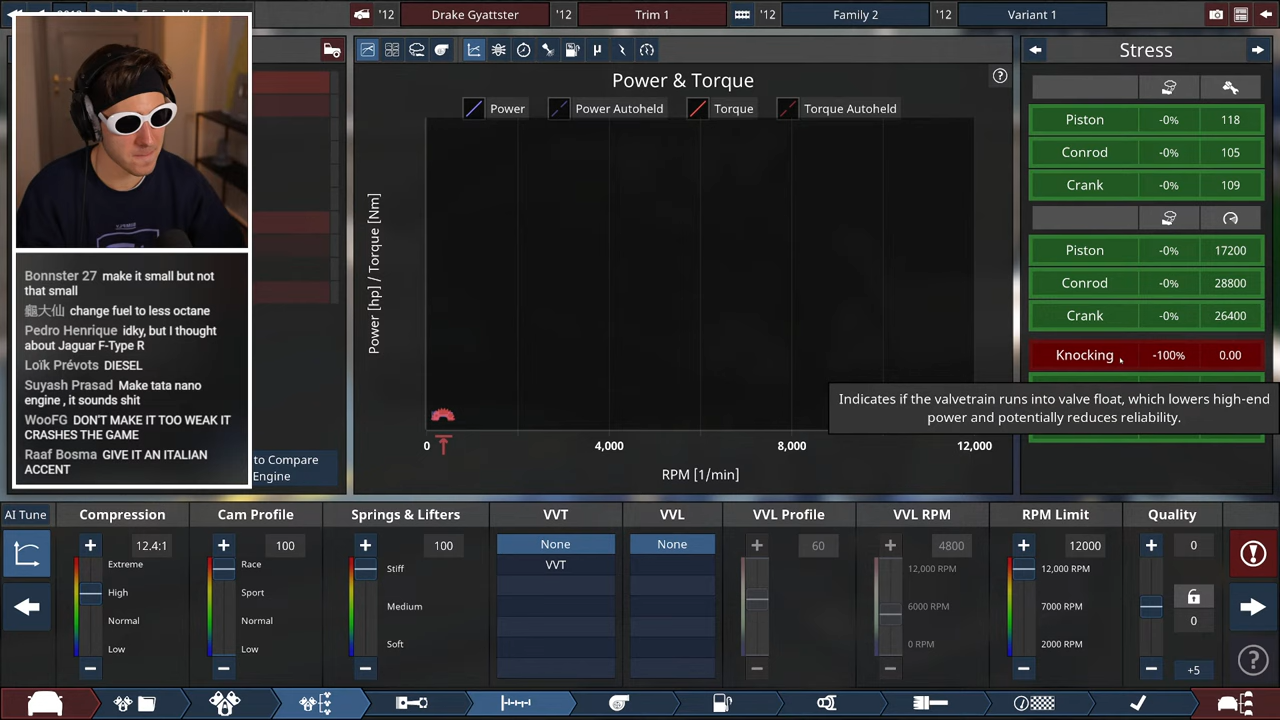 '12
Drake Gyattster
'12
Trim 1
'12
Family 2
'12
Variant 1
Bonnster 27 make it small but not
that small
龜大仙 change fuel to less octane
Pedro Henrique idky, but I thought
about Jaguar F-Type R
Loïk Prévots DIESEL
Suyash Prasad Make tata nano
engine , it sounds shit
WooFG DON'T MAKE IT TOO WEAK IT
CRASHES THE GAME
Raaf Bosma GIVE IT AN ITALIAN
ACCENT
to Compare
Engine
Power & Torque
Power
Power Autoheld
Torque
Torque Autoheld
Power [hp] / Torque [Nm]
0
4,000
8,000
12,000
RPM [1/min]
Stress
Piston -0% 118
Conrod -0% 105
Crank -0% 109
Piston -0% 17200
Conrod -0% 28800
Crank -0% 26400
Knocking -100% 0.00
Indicates if the valvetrain runs into valve float, which lowers high-end
power and potentially reduces reliability.
AI Tune
Compression
12.4:1
Extreme
High
Normal
Low
Cam Profile
100
Race
Sport
Normal
Low
Springs & Lifters
100
Stiff
Medium
Soft
VVT
None
VVT
VVL
None
VVL Profile
60
VVL RPM
4800
12,000 RPM
6000 RPM
0 RPM
RPM Limit
12000
12,000 RPM
7000 RPM
2000 RPM
Quality
0
0
+5